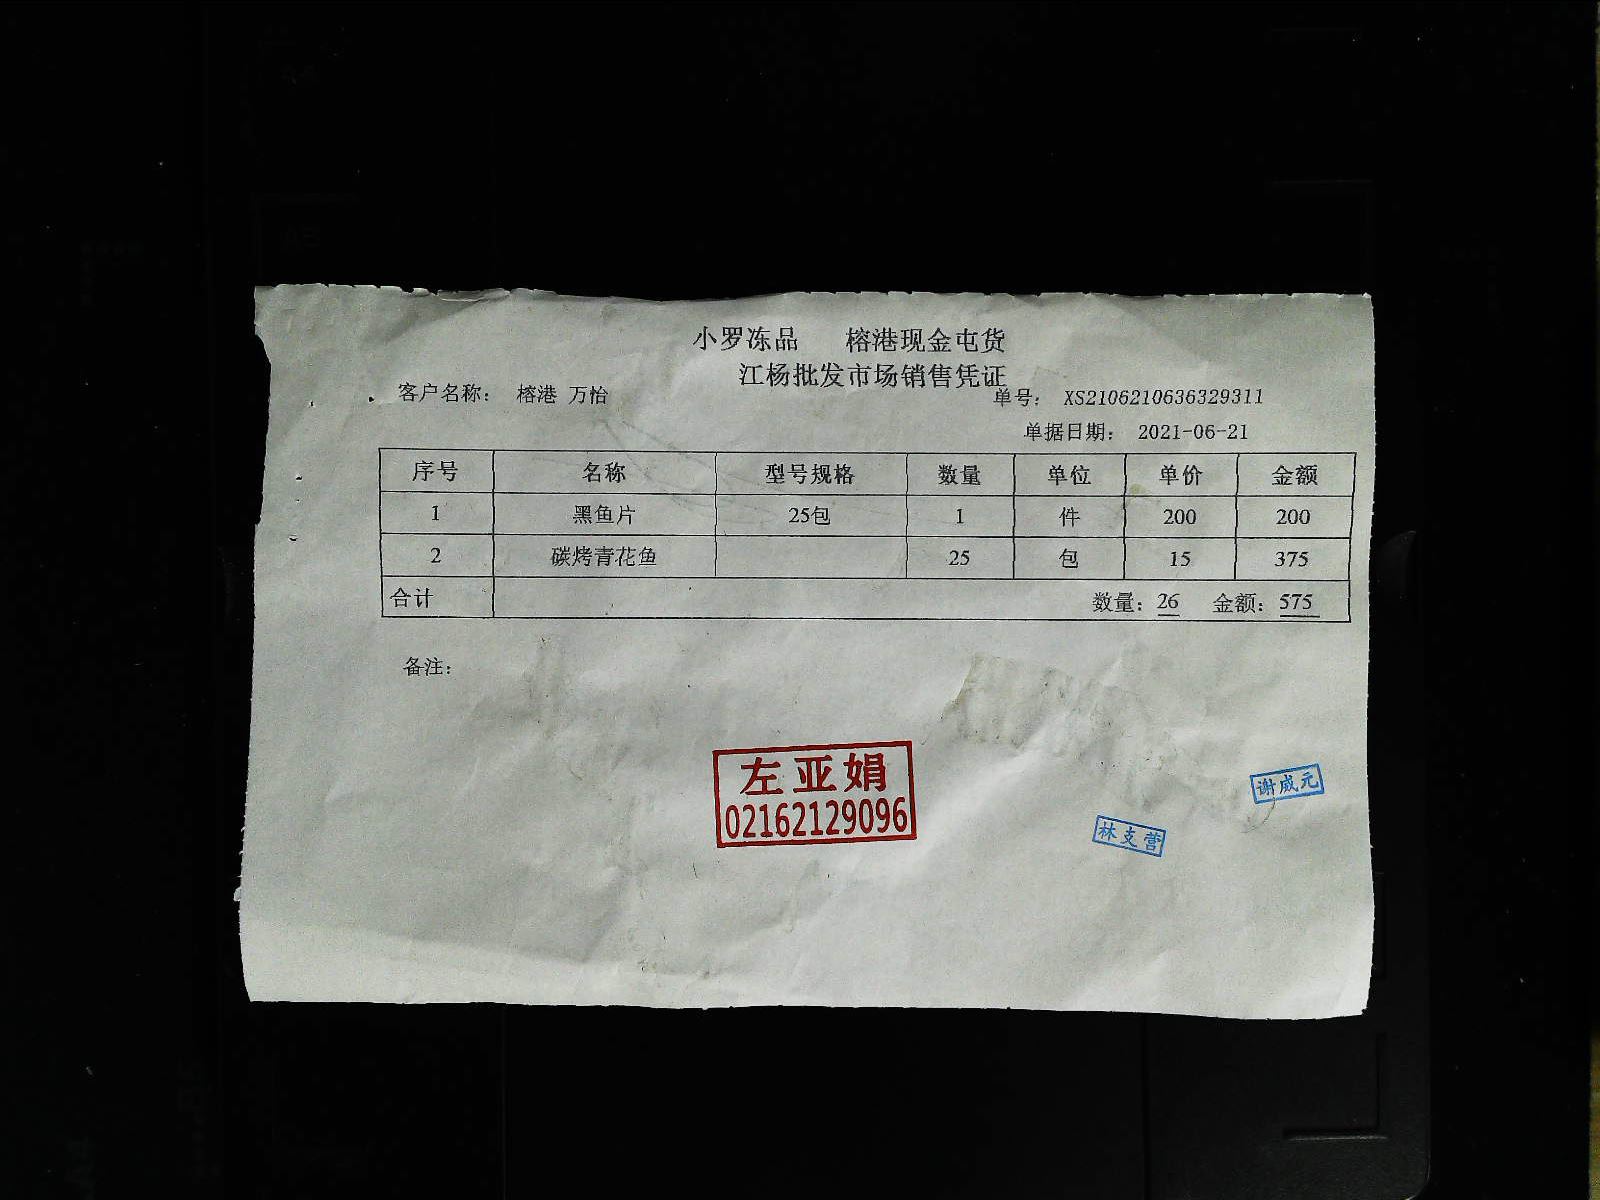 小罗冻品 榕港现金屯货
江杨批发市场销售凭证
客户名称： 榕港 万怡 单号： XS2106210636329311
单据日期： 2021-06-21
序号 名称 型号规格 数量 单位 单价 金额
1 黑鱼片 25包 1 件 200 200
2 碳烤青花鱼 25 包 15 375
合计 数量：26 金额：575
备注：
左亚娟
02162129096
谢威元
林支营